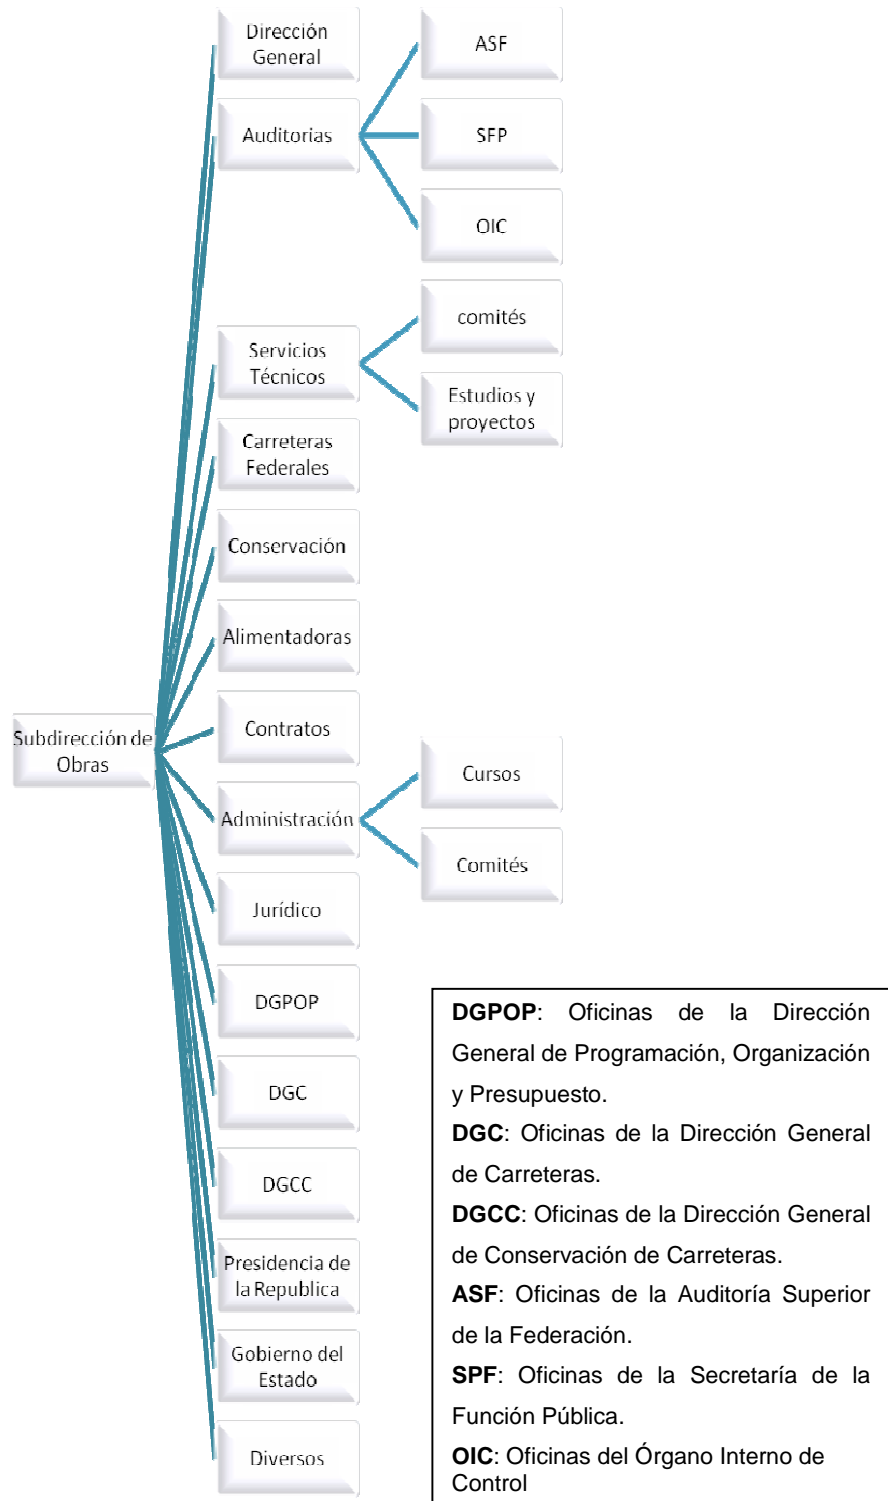 Dirección
General
ASF
Auditorias
SFP
OIC
comités
Servicios
Técnicos
Estudios y
proyectos
Carreteras
Federales
Conservación
Alimentadoras
Subdirección de
Obras
Contratos
Cursos
Administración
Comités
Jurídico
DGPOP
DGC
DGCC
Presidencia de
la Republica
Gobierno del
Estado
Diversos
DGPOP: Oficinas de la Dirección
General de Programación, Organización
y Presupuesto.
DGC: Oficinas de la Dirección General
de Carreteras.
DGCC: Oficinas de la Dirección General
de Conservación de Carreteras.
ASF: Oficinas de la Auditoría Superior
de la Federación.
SPF: Oficinas de la Secretaría de la
Función Pública.
OIC: Oficinas del Órgano Interno de
Control